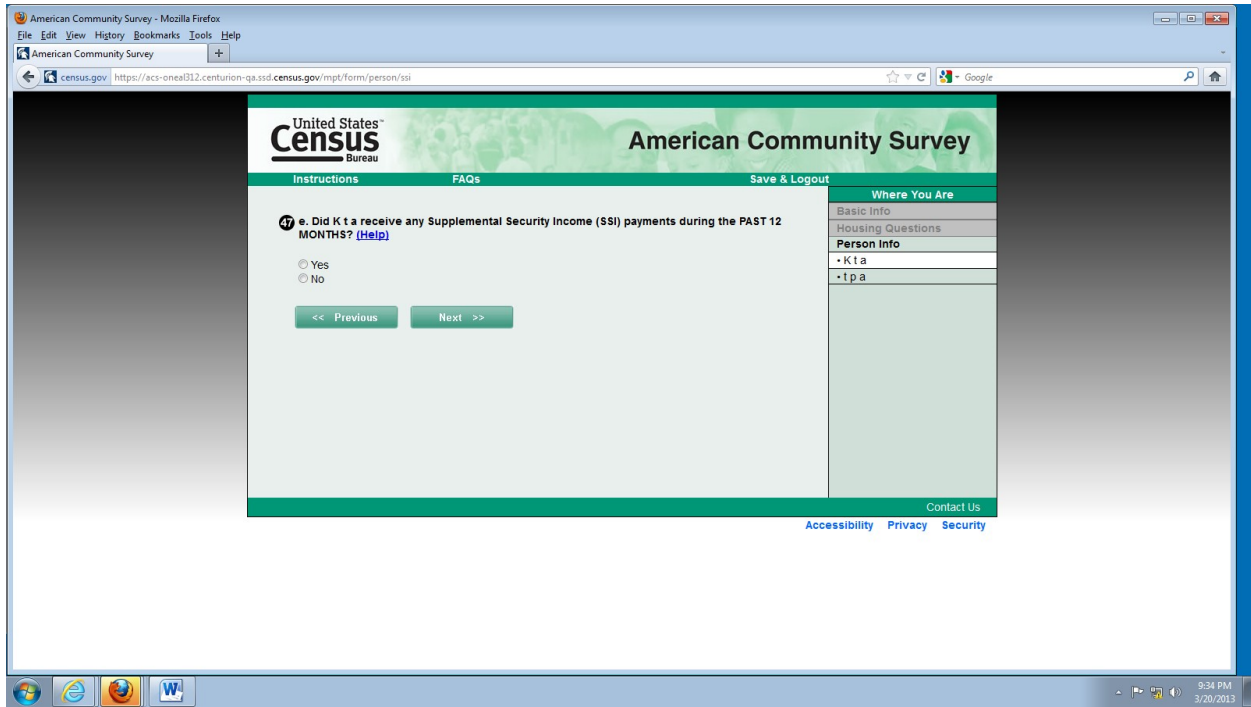 American Community Survey - Mozilla Firefox
File Edit View History Bookmarks Tools Help
American Community Survey +
census.gov https://acs-oneal312.centurion-qa.ssd.census.gov/mpt/form/person/ssi Google
United States™
Census
Bureau
American Community Survey
Instructions FAQs Save & Logout
Where You Are
Basic Info
Housing Questions
Person Info
• K t a
• t p a
47 e. Did K t a receive any Supplemental Security Income (SSI) payments during the PAST 12
MONTHS? (Help)
Yes
No
<< Previous Next >>
Contact Us
Accessibility Privacy Security
W
9:34 PM
3/20/2013